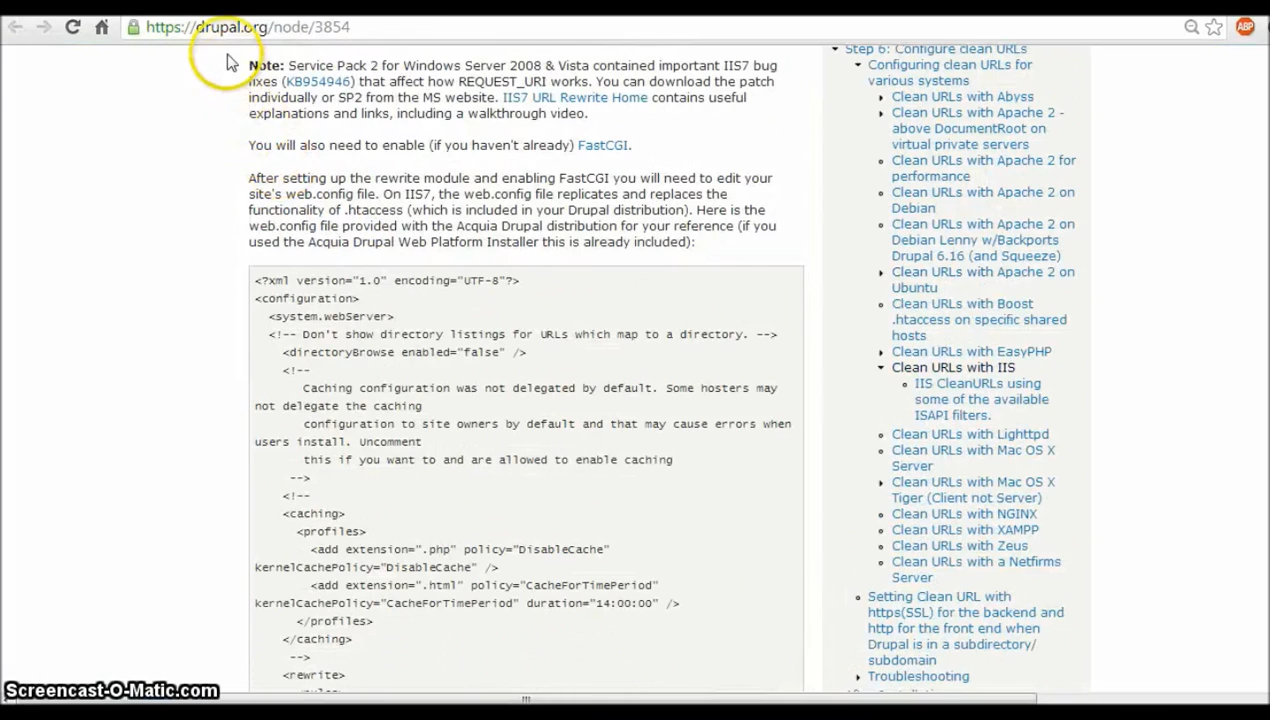 https://drupal.org/node/3854
ABP
Note: Service Pack 2 for Windows Server 2008 & Vista contained important IIS7 bug
fixes (KB954946) that affect how REQUEST_URI works. You can download the patch
individually or SP2 from the MS website. IIS7 URL Rewrite Home contains useful
explanations and links, including a walkthrough video.
You will also need to enable (if you haven't already) FastCGI.
After setting up the rewrite module and enabling FastCGI you will need to edit your
site's web.config file. On IIS7, the web.config file replicates and replaces the
functionality of .htaccess (which is included in your Drupal distribution). Here is the
web.config file provided with the Acquia Drupal distribution for your reference (if you
used the Acquia Drupal Web Platform Installer this is already included):
<?xml version="1.0" encoding="UTF-8"?>
<configuration>
<system.webServer>
<!-- Don't show directory listings for URLs which map to a directory. -->
<directoryBrowse enabled="false" />
<!--
Caching configuration was not delegated by default. Some hosters may
not delegate the caching
configuration to site owners by default and that may cause errors when
users install. Uncomment
this if you want to and are allowed to enable caching
-->
<!--
<caching>
<profiles>
<add extension=".php" policy="DisableCache"
kernelCachePolicy="DisableCache" />
<add extension=".html" policy="CacheForTimePeriod"
kernelCachePolicy="CacheForTimePeriod" duration="14:00:00" />
</profiles>
</caching>
-->
<rewrite>
Step 6: Configure clean URLs
Configuring clean URLs for
various systems
Clean URLs with Abyss
Clean URLs with Apache 2 -
above DocumentRoot on
virtual private servers
Clean URLs with Apache 2 for
performance
Clean URLs with Apache 2 on
Debian
Clean URLs with Apache 2 on
Debian Lenny w/Backports
Drupal 6.16 (and Squeeze)
Clean URLs with Apache 2 on
Ubuntu
Clean URLs with Boost
.htaccess on specific shared
hosts
Clean URLs with EasyPHP
Clean URLs with IIS
IIS CleanURLs using
some of the available
ISAPI filters.
Clean URLs with Lighttpd
Clean URLs with Mac OS X
Server
Clean URLs with Mac OS X
Tiger (Client not Server)
Clean URLs with NGINX
Clean URLs with XAMPP
Clean URLs with Zeus
Clean URLs with a Netfirms
Server
Setting Clean URL with
https(SSL) for the backend and
http for the front end when
Drupal is in a subdirectory/
subdomain
Troubleshooting
Screencast-O-Matic.com